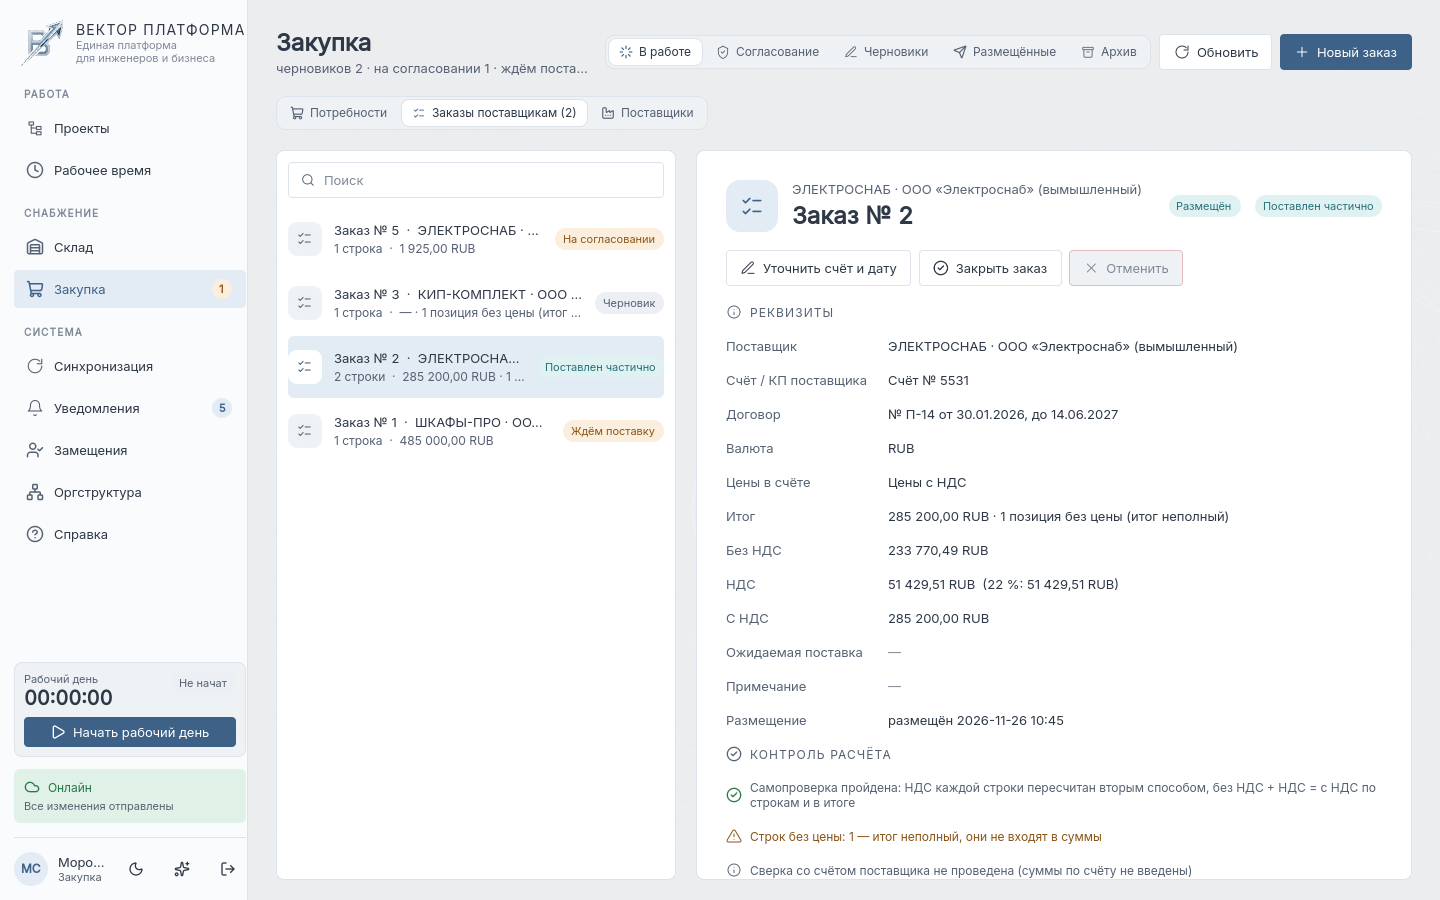 ВЕКТОР ПЛАТФОРМА
Единая платформа
для инженеров и бизнеса
РАБОТА
Проекты
Рабочее время
СНАБЖЕНИЕ
Склад
Закупка
1
СИСТЕМА
Синхронизация
Уведомления
5
Замещения
Оргструктура
Справка
Рабочий день
00:00:00
Не начат
Начать рабочий день
Онлайн
Все изменения отправлены
МС
Моро...
Закупка
Закупка
черновиков 2 · на согласовании 1 · ждём поста...
В работе
Согласование
Черновики
Размещённые
Архив
Обновить
Новый заказ
Потребности
Заказы поставщикам (2)
Поставщики
Поиск
Заказ № 5 · ЭЛЕКТРОСНАБ · ...
1 строка · 1 925,00 RUB
На согласовании
Заказ № 3 · КИП-КОМПЛЕКТ · ООО ...
1 строка · — · 1 позиция без цены (итог ...
Черновик
Заказ № 2 · ЭЛЕКТРОСНА...
2 строки · 285 200,00 RUB · 1 ...
Поставлен частично
Заказ № 1 · ШКАФЫ-ПРО · ОО...
1 строка · 485 000,00 RUB
Ждём поставку
ЭЛЕКТРОСНАБ · ООО «Электроснаб» (вымышленный)
Заказ № 2
Размещён
Поставлен частично
Уточнить счёт и дату
Закрыть заказ
Отменить
РЕКВИЗИТЫ
Поставщик ЭЛЕКТРОСНАБ · ООО «Электроснаб» (вымышленный)
Счёт / КП поставщика Счёт № 5531
Договор № П-14 от 30.01.2026, до 14.06.2027
Валюта RUB
Цены в счёте Цены с НДС
Итог 285 200,00 RUB · 1 позиция без цены (итог неполный)
Без НДС 233 770,49 RUB
НДС 51 429,51 RUB (22 %: 51 429,51 RUB)
С НДС 285 200,00 RUB
Ожидаемая поставка —
Примечание —
Размещение размещён 2026-11-26 10:45
КОНТРОЛЬ РАСЧЁТА
Самопроверка пройдена: НДС каждой строки пересчитан вторым способом, без НДС + НДС = с НДС по
строкам и в итоге
Строк без цены: 1 — итог неполный, они не входят в суммы
Сверка со счётом поставщика не проведена (суммы по счёту не введены)